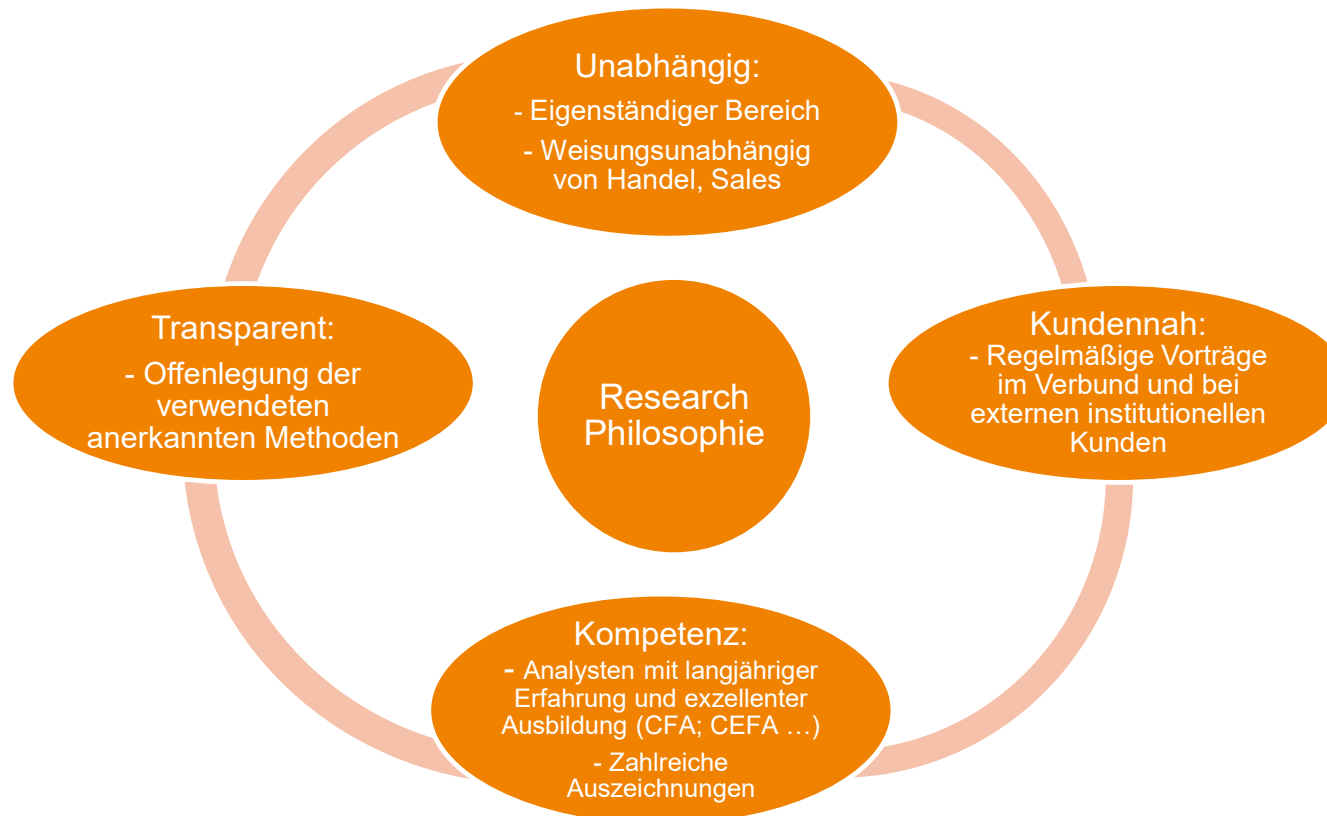 Unabhängig:
- Eigenständiger Bereich
- Weisungsunabhängig
von Handel, Sales
Transparent:
- Offenlegung der
verwendeten
anerkannten Methoden
Research
Philosophie
Kundennah:
- Regelmäßige Vorträge
im Verbund und bei
externen institutionellen
Kunden
Kompetenz:
- Analysten mit langjähriger
Erfahrung und exzellenter
Ausbildung (CFA; CEFA …)
- Zahlreiche
Auszeichnungen